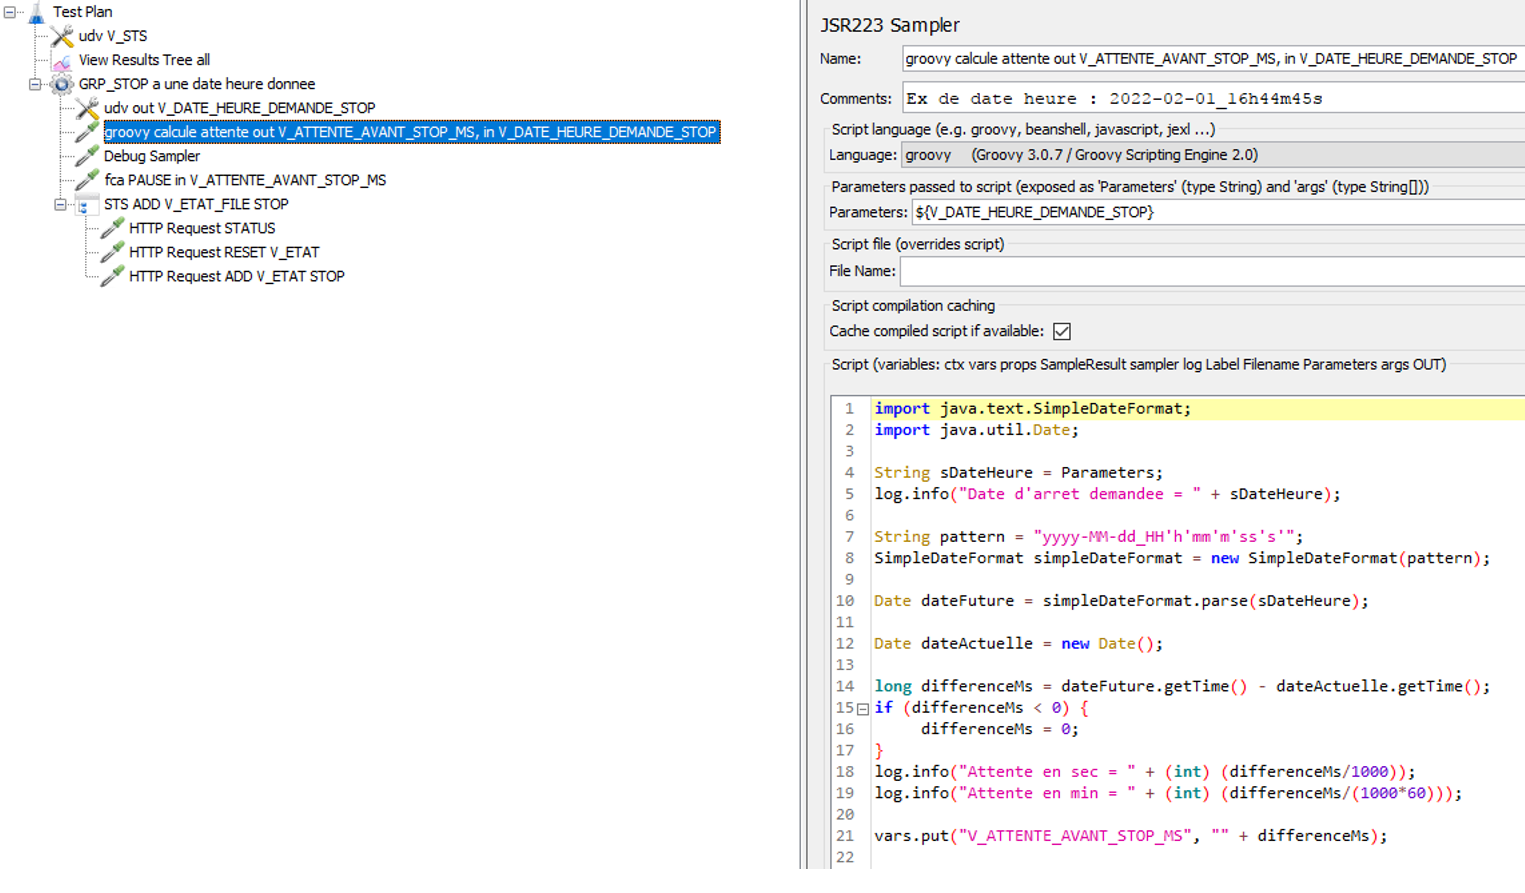 Test Plan
udv V_STS
View Results Tree all
GRP_STOP a une date heure donnee
udv out V_DATE_HEURE_DEMANDE_STOP
groovy calcule attente out V_ATTENTE_AVANT_STOP_MS, in V_DATE_HEURE_DEMANDE_STOP
Debug Sampler
fca PAUSE in V_ATTENTE_AVANT_STOP_MS
STS ADD V_ETAT_FILE STOP
HTTP Request STATUS
HTTP Request RESET V_ETAT
HTTP Request ADD V_ETAT STOP
JSR223 Sampler
Name: groovy calcule attente out V_ATTENTE_AVANT_STOP_MS, in V_DATE_HEURE_DEMANDE_STOP
Comments: Ex de date heure : 2022-02-01_16h44m45s
Script language (e.g. groovy, beanshell, javascript, jexl ...)
Language: groovy (Groovy 3.0.7 / Groovy Scripting Engine 2.0)
Parameters passed to script (exposed as 'Parameters' (type String) and 'args' (type String[]))
Parameters: ${V_DATE_HEURE_DEMANDE_STOP}
Script file (overrides script)
File Name:
Script compilation caching
Cache compiled script if available:
Script (variables: ctx vars props SampleResult sampler log Label Filename Parameters args OUT)
1 import java.text.SimpleDateFormat;
2 import java.util.Date;
3
4 String sDateHeure = Parameters;
5 log.info("Date d'arret demandee = " + sDateHeure);
6
7 String pattern = "yyyy-MM-dd_HH'h'mm'm'ss's'";
8 SimpleDateFormat simpleDateFormat = new SimpleDateFormat(pattern);
9
10 Date dateFuture = simpleDateFormat.parse(sDateHeure);
11
12 Date dateActuelle = new Date();
13
14 long differenceMs = dateFuture.getTime() - dateActuelle.getTime();
15 if (differenceMs < 0) {
16 differenceMs = 0;
17 }
18 log.info("Attente en sec = " + (int) (differenceMs/1000));
19 log.info("Attente en min = " + (int) (differenceMs/(1000*60)));
20
21 vars.put("V_ATTENTE_AVANT_STOP_MS", "" + differenceMs);
22